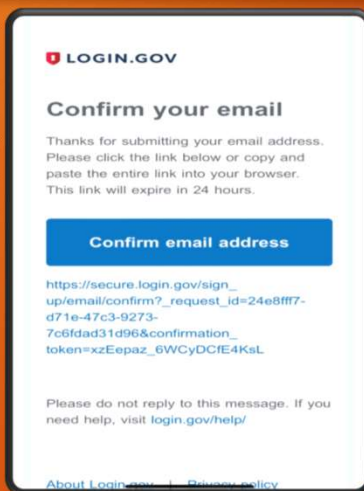 LOGIN.GOV
Confirm your email
Thanks for submitting your email address.
Please click the link below or copy and
paste the entire link into your browser.
This link will expire in 24 hours.
Confirm email address
https://secure.login.gov/sign_
up/email/confirm?_request_id=24e8fff7-
d71e-47c3-9273-
7c6fdad31d96&confirmation_
token=xzEepaz_6WCyDCfE4KsL
Please do not reply to this message. If you
need help, visit login.gov/help/
About Login.gov | Privacy policy